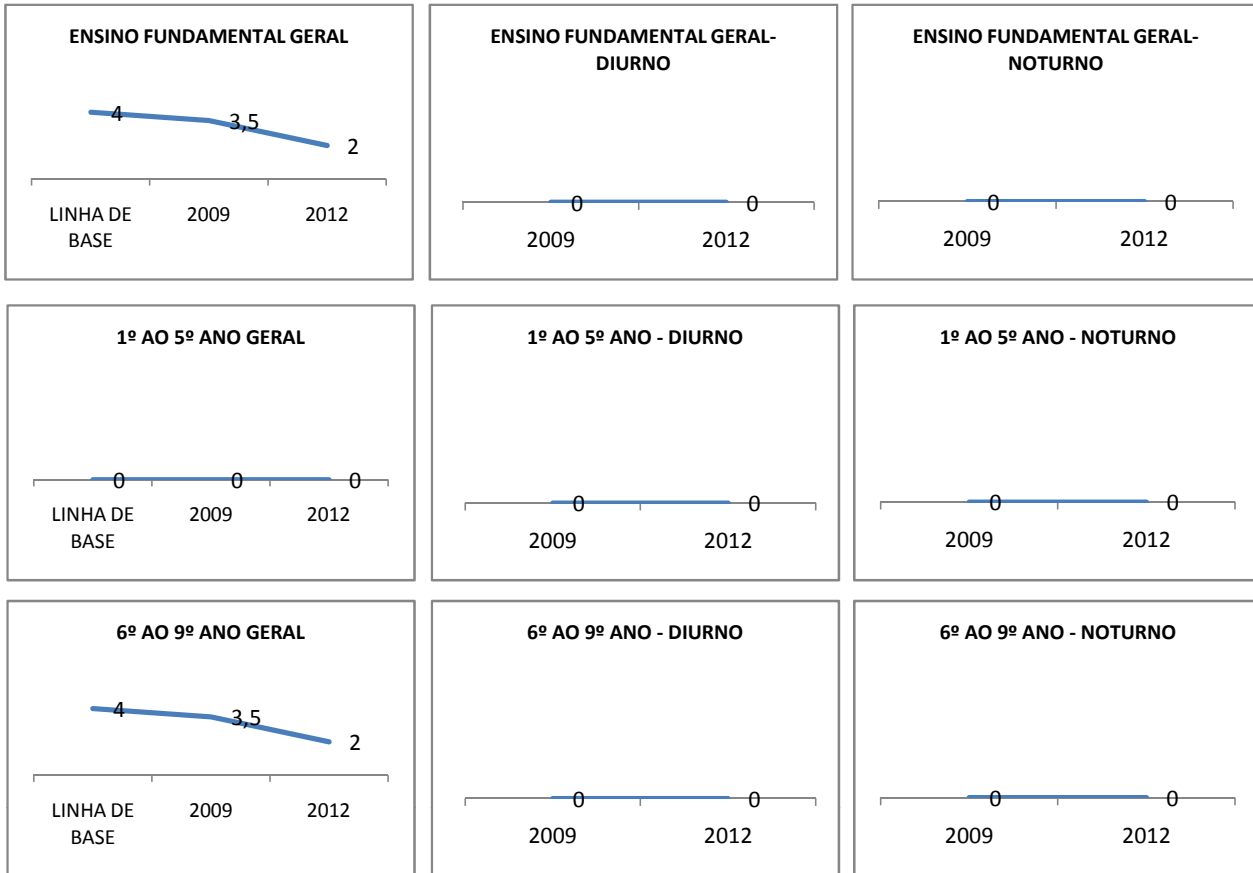 ENSINO FUNDAMENTAL GERAL
4
3,5
2
LINHA DE
BASE
2009
2012
ENSINO FUNDAMENTAL GERAL-
DIURNO
0
0
2009
2012
ENSINO FUNDAMENTAL GERAL-
NOTURNO
0
0
2009
2012
1º AO 5º ANO GERAL
0
0
0
LINHA DE
BASE
2009
2012
1º AO 5º ANO - DIURNO
0
0
2009
2012
1º AO 5º ANO - NOTURNO
0
0
2009
2012
6º AO 9º ANO GERAL
4
3,5
2
LINHA DE
BASE
2009
2012
6º AO 9º ANO - DIURNO
0
0
2009
2012
6º AO 9º ANO - NOTURNO
0
0
2009
2012